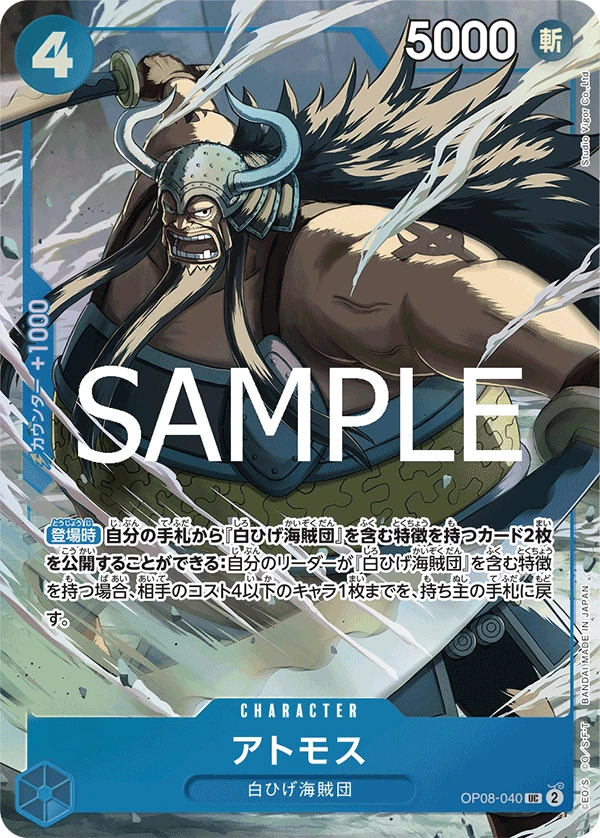 4
5000 斬
Studio Vigor Co.,Ltd
カウンター +1000
SAMPLE
登場時 自分の手札から『白ひげ海賊団』を含む特徴を持つカード2枚
を公開することができる：自分のリーダーが『白ひげ海賊団』を含む特徴
を持つ場合、相手のコスト4以下のキャラ1枚までを、持ち主の手札に戻
す。
CHARACTER
アトモス
白ひげ海賊団
OP08-040 UC 2
©E.O/S ©O/S・F・T BANDAI MADE IN JAPAN